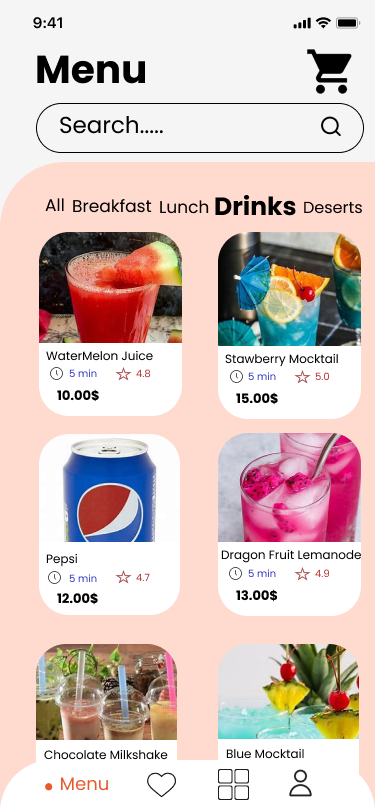 9:41
Menu
Search.....
All Breakfast Lunch Drinks Deserts
WaterMelon Juice
5 min 4.8
10.00$
Stawberry Mocktail
5 min 5.0
15.00$
Pepsi
5 min 4.7
12.00$
Dragon Fruit Lemanode
5 min 4.9
13.00$
Chocolate Milkshake
Blue Mocktail
Menu